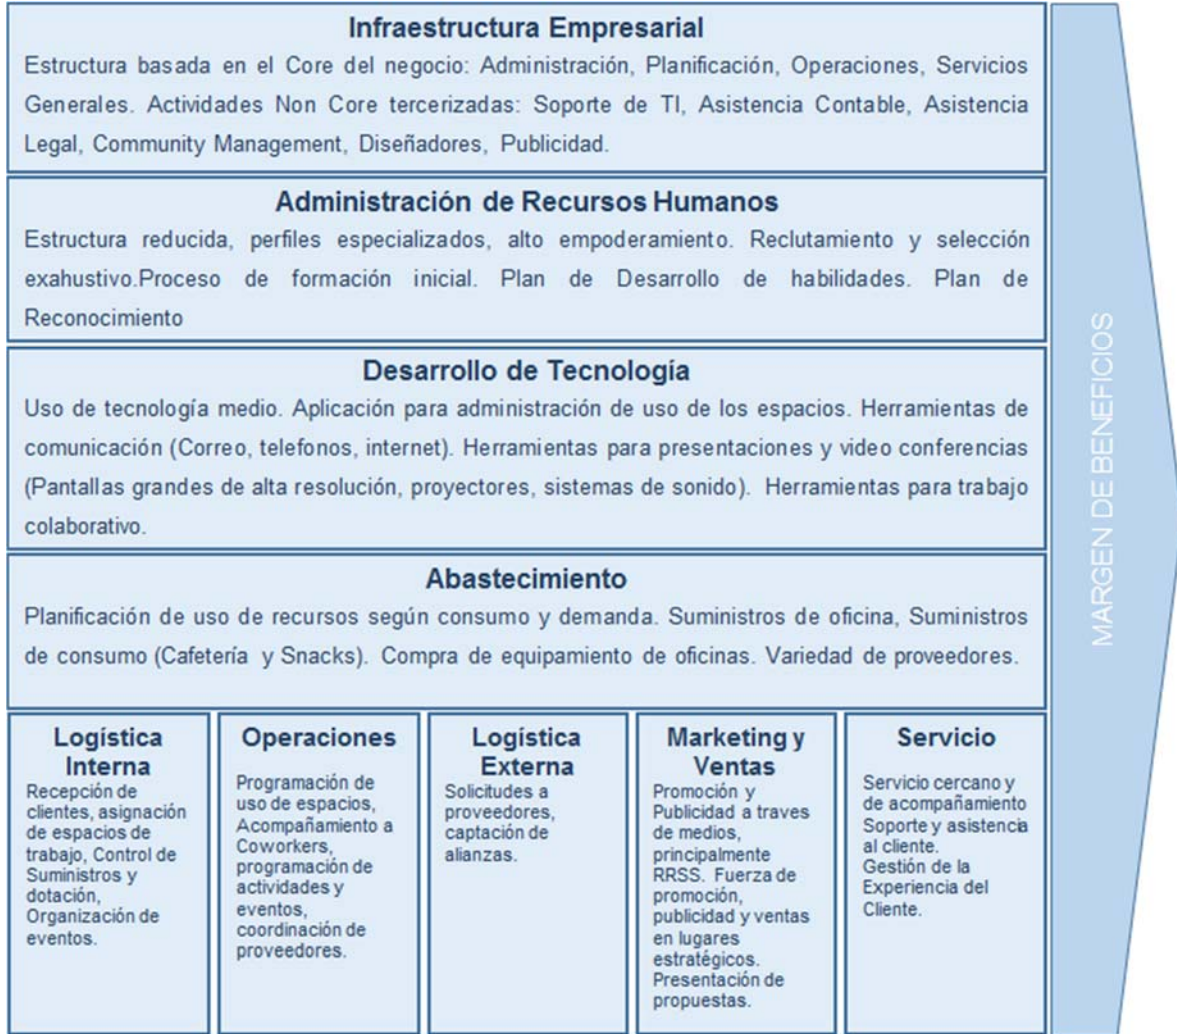 Infraestructura Empresarial
Estructura basada en el Core del negocio: Administración, Planificación, Operaciones, Servicios
Generales. Actividades Non Core tercerizadas: Soporte de TI, Asistencia Contable, Asistencia
Legal, Community Management, Diseñadores, Publicidad.
Administración de Recursos Humanos
Estructura reducida, perfiles especializados, alto empoderamiento. Reclutamiento y selección
exahustivo.Proceso de formación inicial. Plan de Desarrollo de habilidades. Plan de
Reconocimiento
Desarrollo de Tecnología
Uso de tecnología medio. Aplicación para administración de uso de los espacios. Herramientas de
comunicación (Correo, telefonos, internet). Herramientas para presentaciones y video conferencias
(Pantallas grandes de alta resolución, proyectores, sistemas de sonido). Herramientas para trabajo
colaborativo.
Abastecimiento
Planificación de uso de recursos según consumo y demanda. Suministros de oficina, Suministros
de consumo (Cafetería y Snacks). Compra de equipamiento de oficinas. Variedad de proveedores.
Logística
Interna
Recepción de
clientes, asignación
de espacios de
trabajo, Control de
Suministros y
dotación,
Organización de
eventos.
Operaciones
Programación de
uso de espacios,
Acompañamiento a
Coworkers,
programación de
actividades y
eventos,
coordinación de
proveedores.
Logística
Externa
Solicitudes a
proveedores,
captación de
alianzas.
Marketing y
Ventas
Promoción y
Publicidad a traves
de medios,
principalmente
RRSS. Fuerza de
promoción,
publicidad y ventas
en lugares
estratégicos.
Presentación de
propuestas.
Servicio
Servicio cercano y
de acompañamiento
Soporte y asistencia
al cliente.
Gestión de la
Experiencia del
Cliente.
MARGEN DE BENEFICIOS